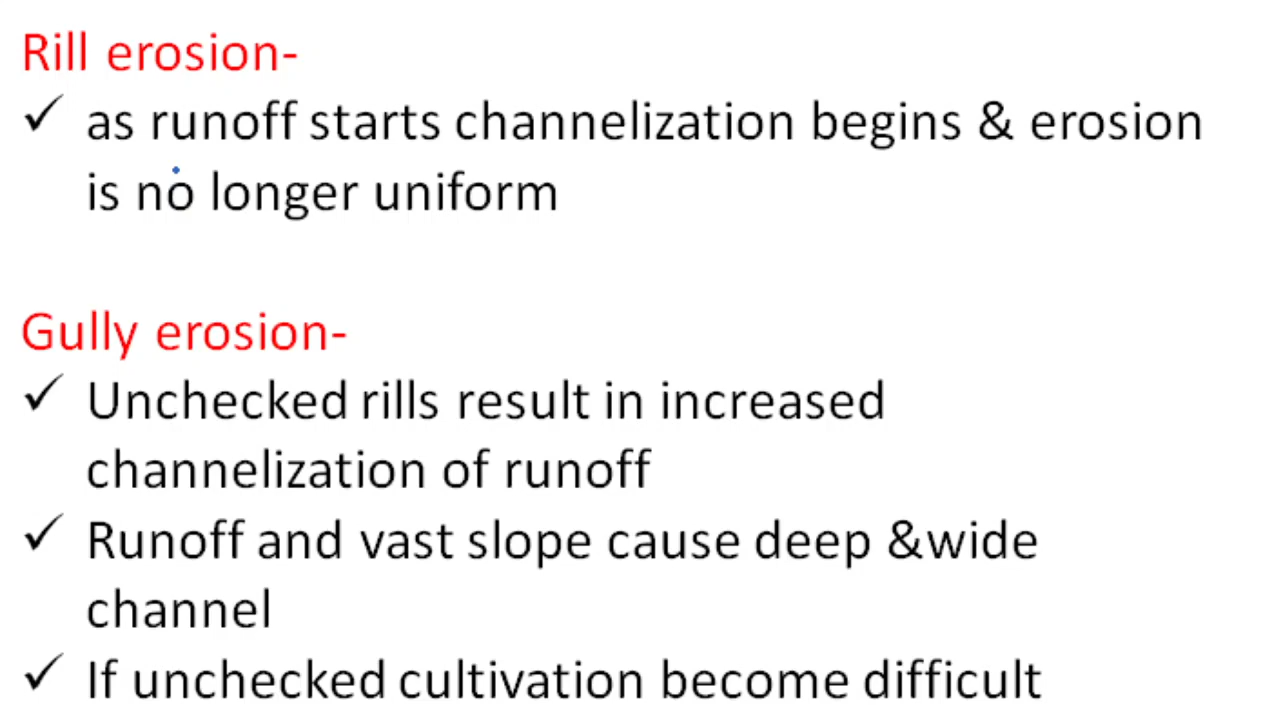 Rill erosion-
✓ as runoff starts channelization begins & erosion
is no longer uniform
Gully erosion-
✓ Unchecked rills result in increased
channelization of runoff
✓ Runoff and vast slope cause deep &wide
channel
✓ If unchecked cultivation become difficult